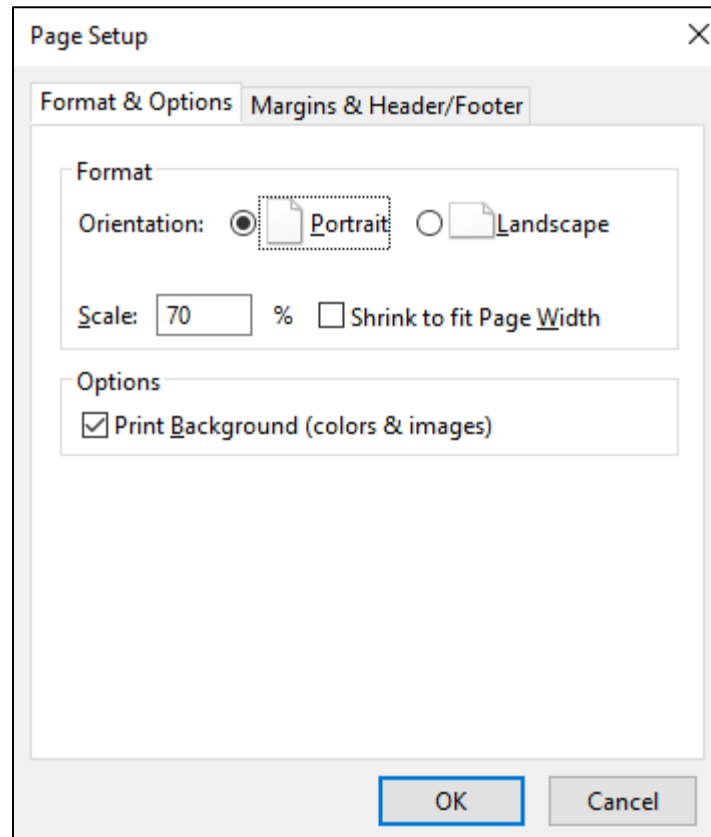 Page Setup
Format & Options Margins & Header/Footer
Format
Orientation: Portrait Landscape
Scale: 70 % Shrink to fit Page Width
Options
Print Background (colors & images)
OK Cancel